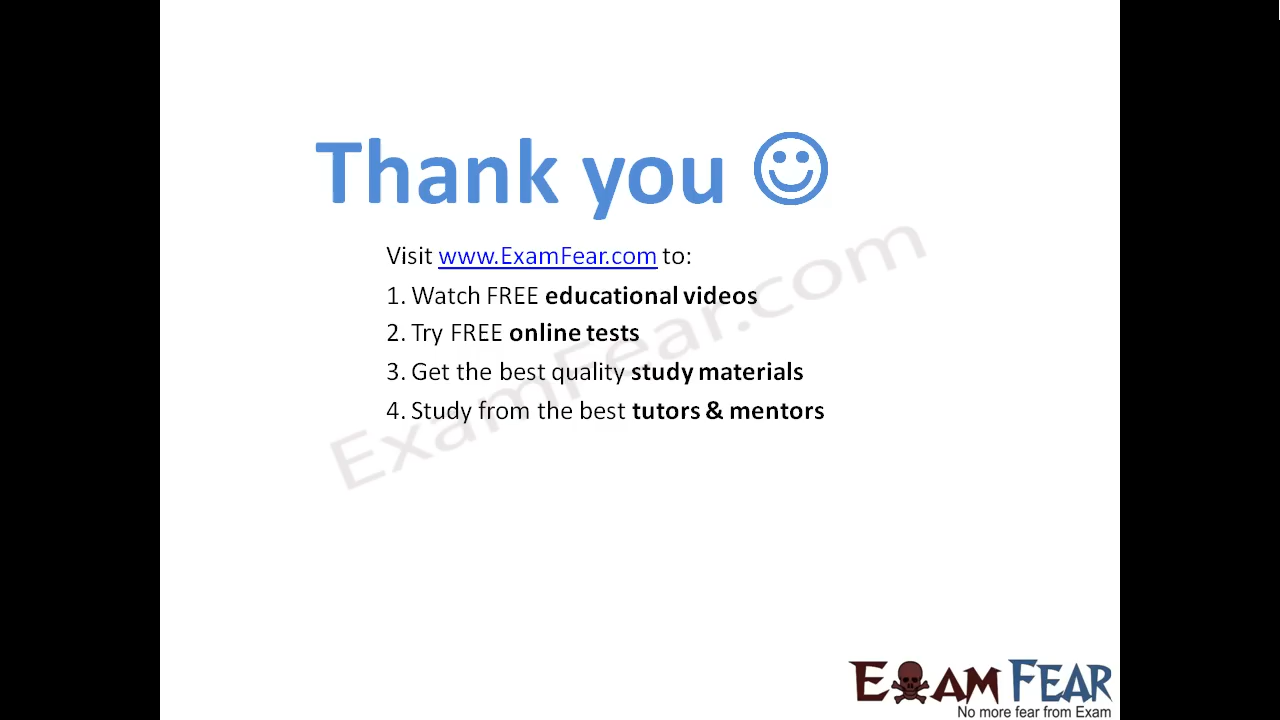 Thank you ☺
Visit www.ExamFear.com to:
1. Watch FREE educational videos
2. Try FREE online tests
3. Get the best quality study materials
4. Study from the best tutors & mentors
ExamFear.com
EXAM FEAR
No more fear from Exam